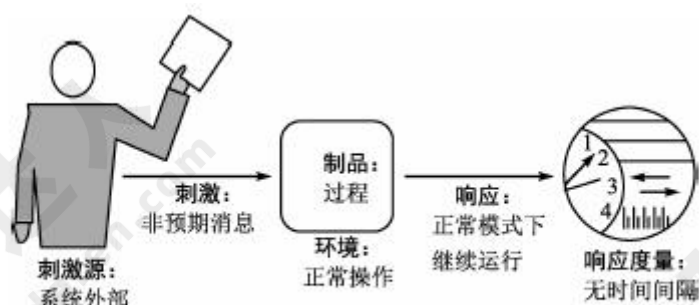 刺激源：
系统外部
刺激：
非预期消息
制品：
过程
环境：
正常操作
响应：
正常模式下
继续运行
1
2
3
4
响应度量：
无时间间隔